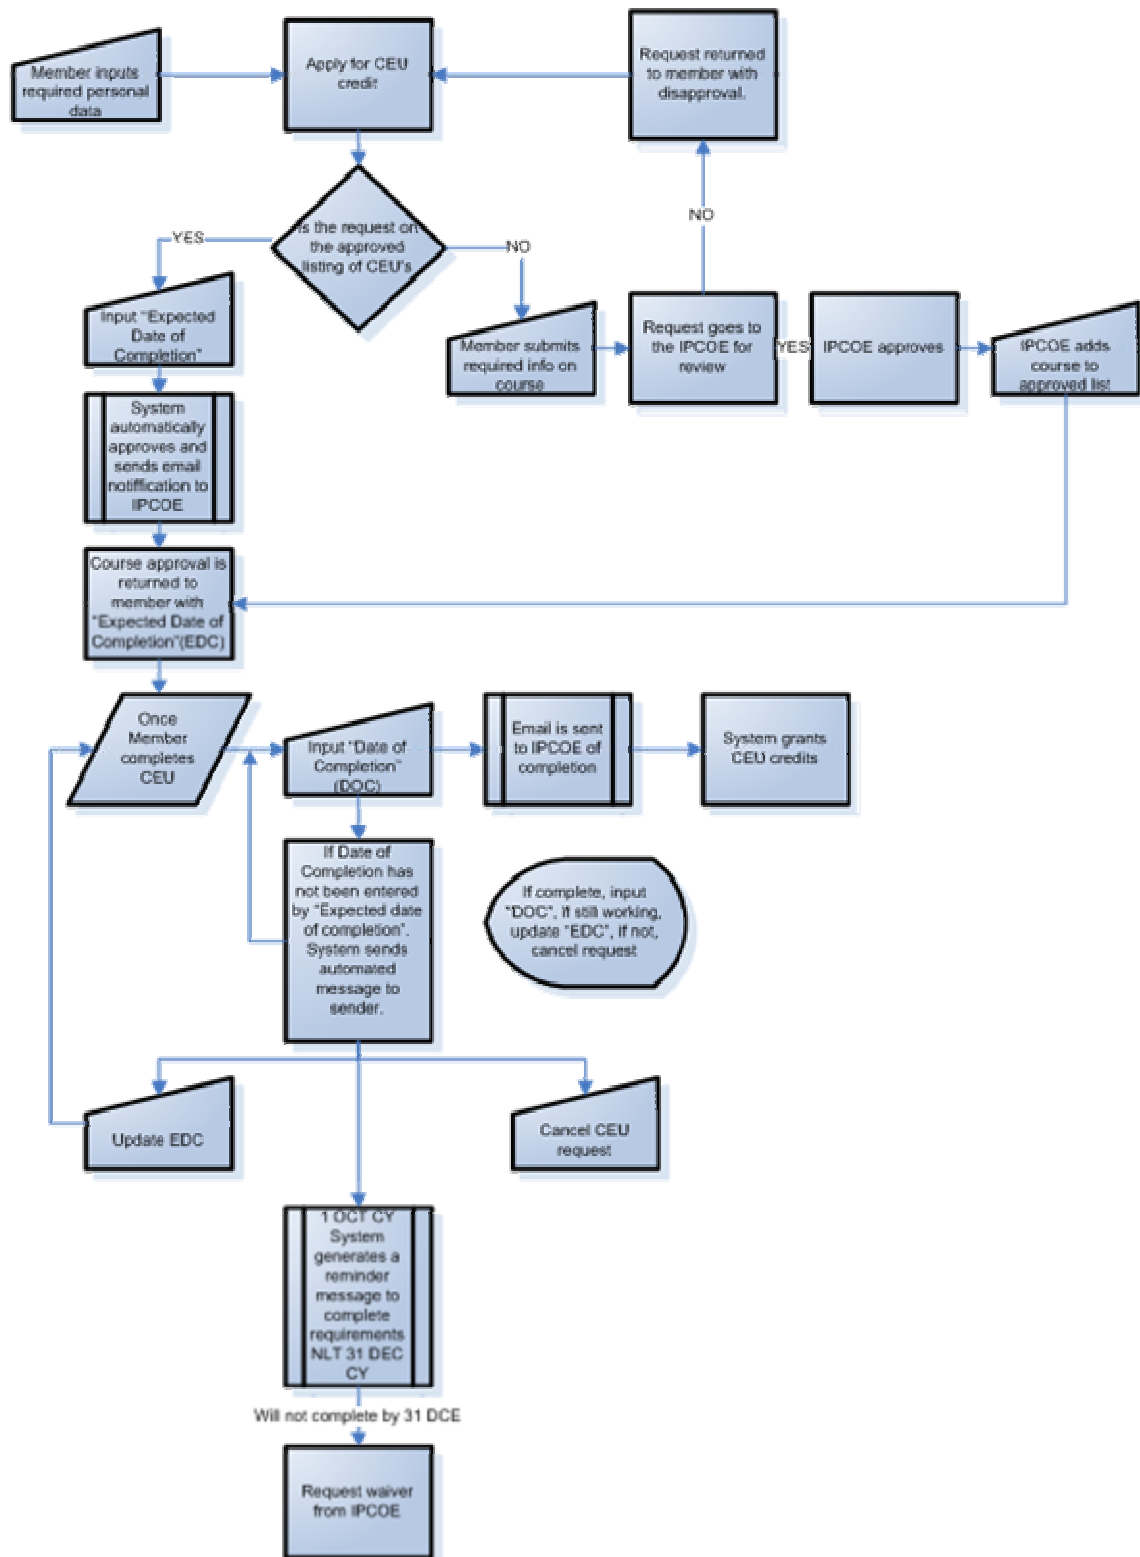 Member inputs
required personal
data
Apply for CEU
credit
Request returned
to member with
disapproval.
NO
Is the request on
the approved
listing of CEU's
YES
NO
Input "Expected
Date of
Completion"
Member submits
required info on
course
Request goes to
the IPCOE for
review
YES
IPCOE approves
IPCOE adds
course to
approved list
System
automatically
approves and
sends email
notiffication to
IPCOE
Course approval is
returned to
member with
"Expected Date of
Completion"(EDC)
Once
Member
completes
CEU
Input "Date of
Completion"
(DOC)
Email is sent
to IPCOE of
completion
System grants
CEU credits
If Date of
Completion has
not been entered
by "Expected date
of completion".
System sends
automated
message to
sender.
If complete, input
"DOC", If still working,
update "EDC", if not,
cancel request
Update EDC
Cancel CEU
request
1 OCT CY
System
generates a
reminder
message to
complete
requirements
NLT 31 DEC
CY
Will not complete by 31 DCE
Request waiver
from IPCOE